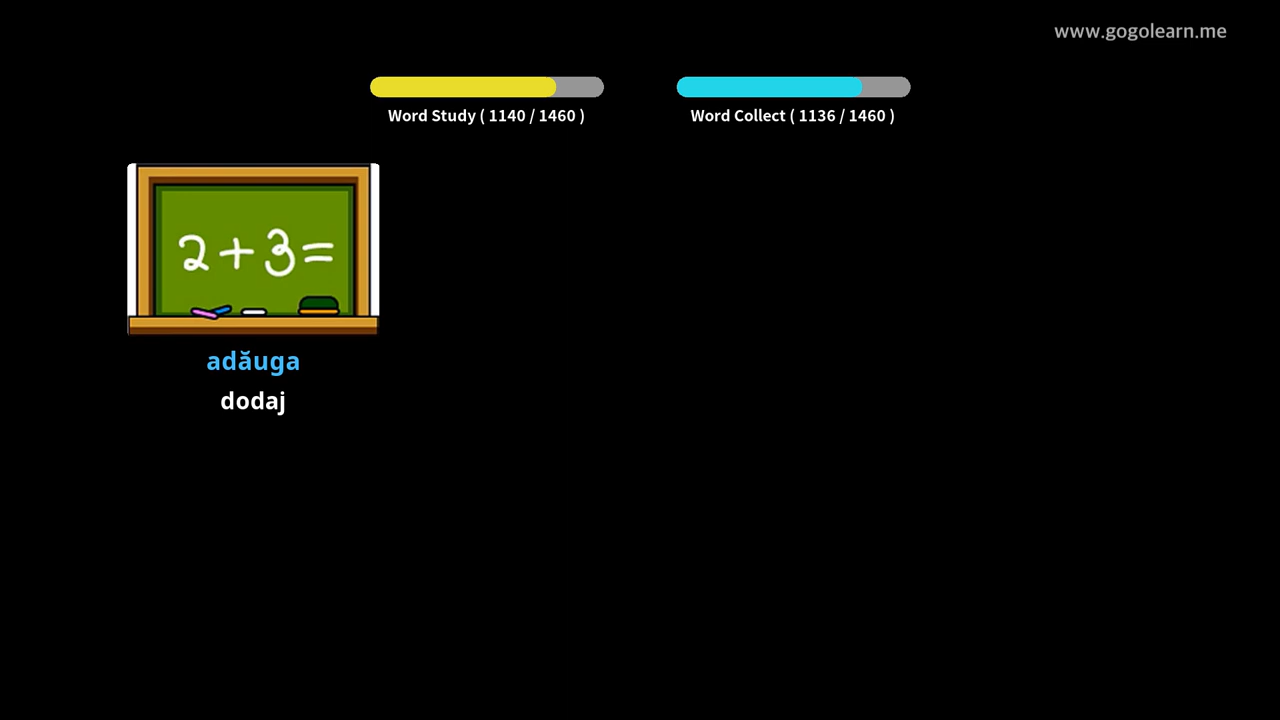 www.gogolearn.me
Word Study ( 1140 / 1460 )
Word Collect ( 1136 / 1460 )
2+3=
adăuga
dodaj